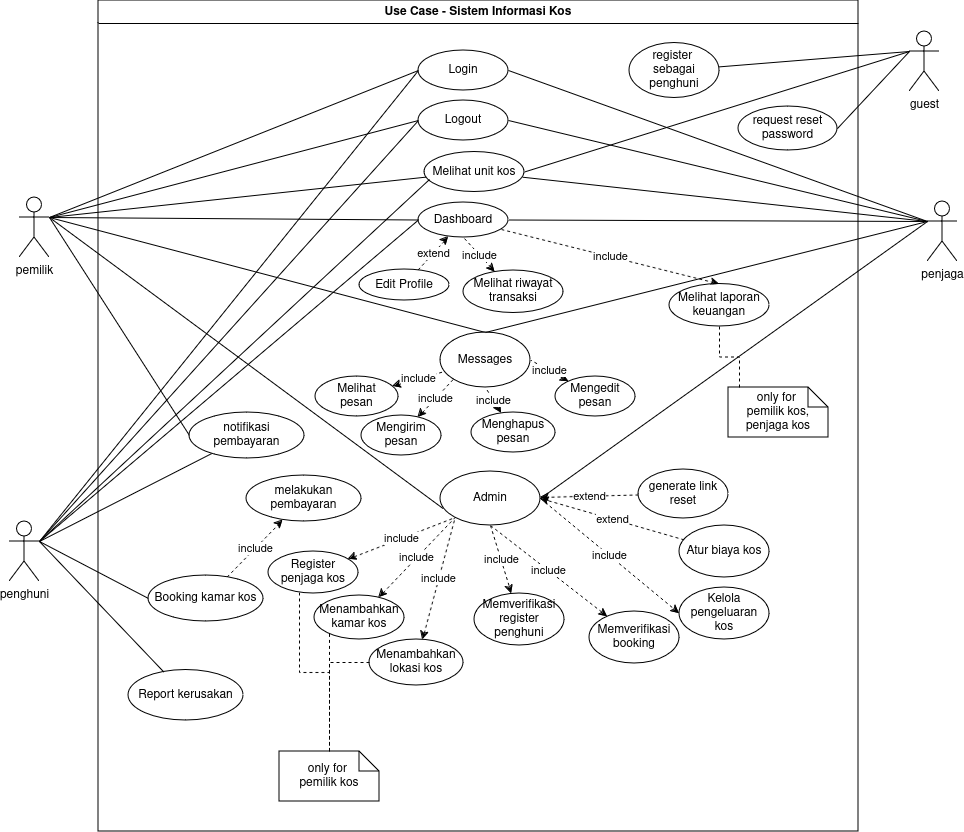 Use Case - Sistem Informasi Kos
Login
register
sebagai
penghuni
guest
Logout
request reset
password
Melihat unit kos
Dashboard
pemilik
penjaga
extend
include
include
Edit Profile
Melihat riwayat
transaksi
Melihat laporan
keuangan
Messages
include
include
include
include
Melihat
pesan
Mengirim
pesan
Menghapus
pesan
Mengedit
pesan
only for
pemilik kos,
penjaga kos
notifikasi
pembayaran
melakukan
pembayaran
Admin
generate link
reset
extend
extend
Atur biaya kos
include
include
include
include
include
include
include
Register
penjaga kos
penghuni
Booking kamar kos
Menambahkan
kamar kos
Memverifikasi
register
penghuni
Memverifikasi
booking
Kelola
pengeluaran
kos
Menambahkan
lokasi kos
Report kerusakan
only for
pemilik kos